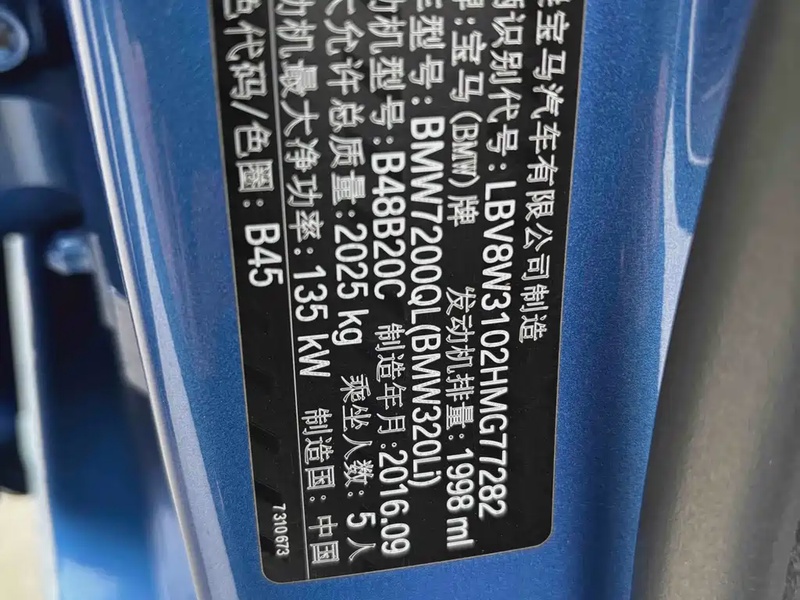 宝马汽车有限公司制造
识别代号: LBV8W3102HMG77282
牌: 宝马(BMW)牌 发动机排量: 1998 ml
型号: BMW7200QL(BMW320Li)
机型号: B48B20C 制造年月: 2016.09
允许总质量: 2025 kg 乘坐人数: 5人
机最大净功率: 135 kW 制造国: 中国
色代码/色圈: B45
7310673